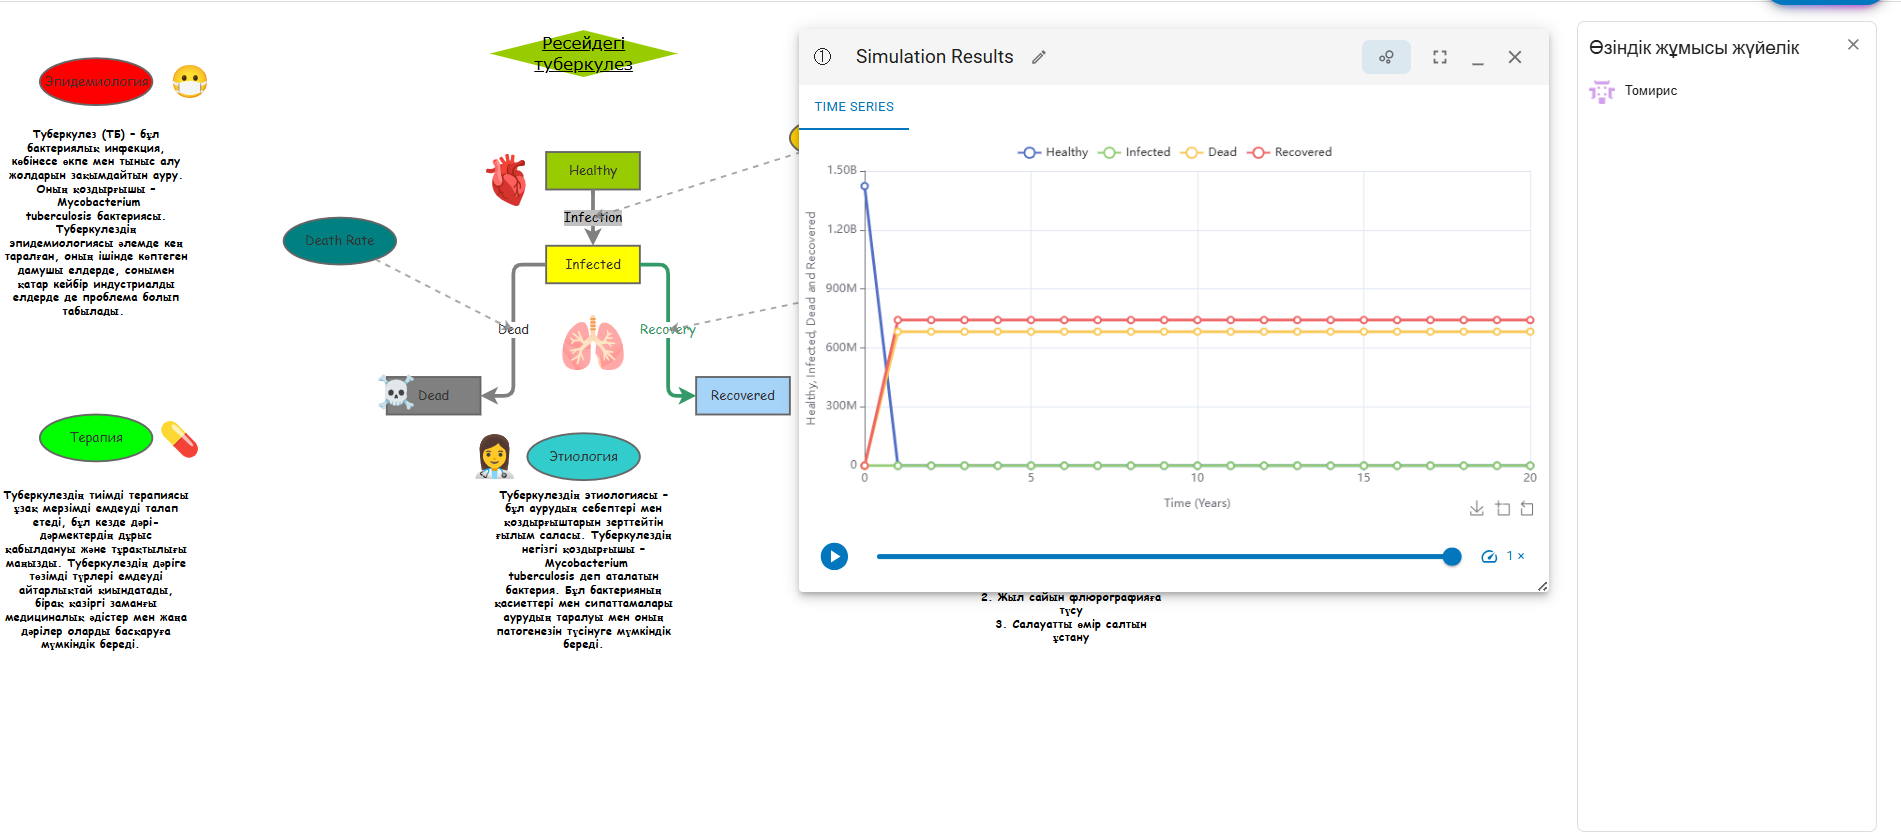 Ресейдегі
туберкулез
Эпидемиология
Туберкулез (ТБ) – бұл
бактериялық инфекция,
көбінесе өкпе мен тыныс алу
жолдарын зақымдайтын ауру.
Оның қоздырғышы –
Mycobacterium
tuberculosis бактериясы.
Туберкулездің
эпидемиологиясы әлемде кең
таралған, оның ішінде көптеген
дамушы елдерде, сонымен
қатар кейбір индустриалды
елдерде де проблема болып
табылады.
Healthy
Infection
Death Rate
Infected
Dead
Recovery
Dead
Recovered
Терапия
Туберкулездің тиімді терапиясы
ұзақ мерзімді емдеуді талап
етеді, бұл кезде дәрі-
дәрмектердің дұрыс
қабылдануы және тұрақтылығы
маңызды. Туберкулездің дәріге
төзімді түрлері емдеуді
айтарлықтай қиындатады,
бірақ қазіргі заманғы
медициналық әдістер мен жаңа
дәрілер оларды басқаруға
мүмкіндік береді.
Этиология
Туберкулездің этиологиясы –
бұл аурудың себептері мен
қоздырғыштарын зерттейтін
ғылым саласы. Туберкулездің
негізгі қоздырғышы –
Mycobacterium
tuberculosis деп аталатын
бактерия. Бұл бактерияның
қасиеттері мен сипаттамалары
аурудың таралуы мен оның
патогенезін түсінуге мүмкіндік
береді.
1 Simulation Results
TIME SERIES
Healthy Infected Dead Recovered
Healthy, Infected, Dead and Recovered
1.50B
1.20B
900M
600M
300M
0
0 5 10 15 20
Time (Years)
1 ×
2. Жыл сайын флюрографияға
түсу
3. Салауатты өмір салтын
ұстану
Өзіндік жұмысы жүйелік
Томирис